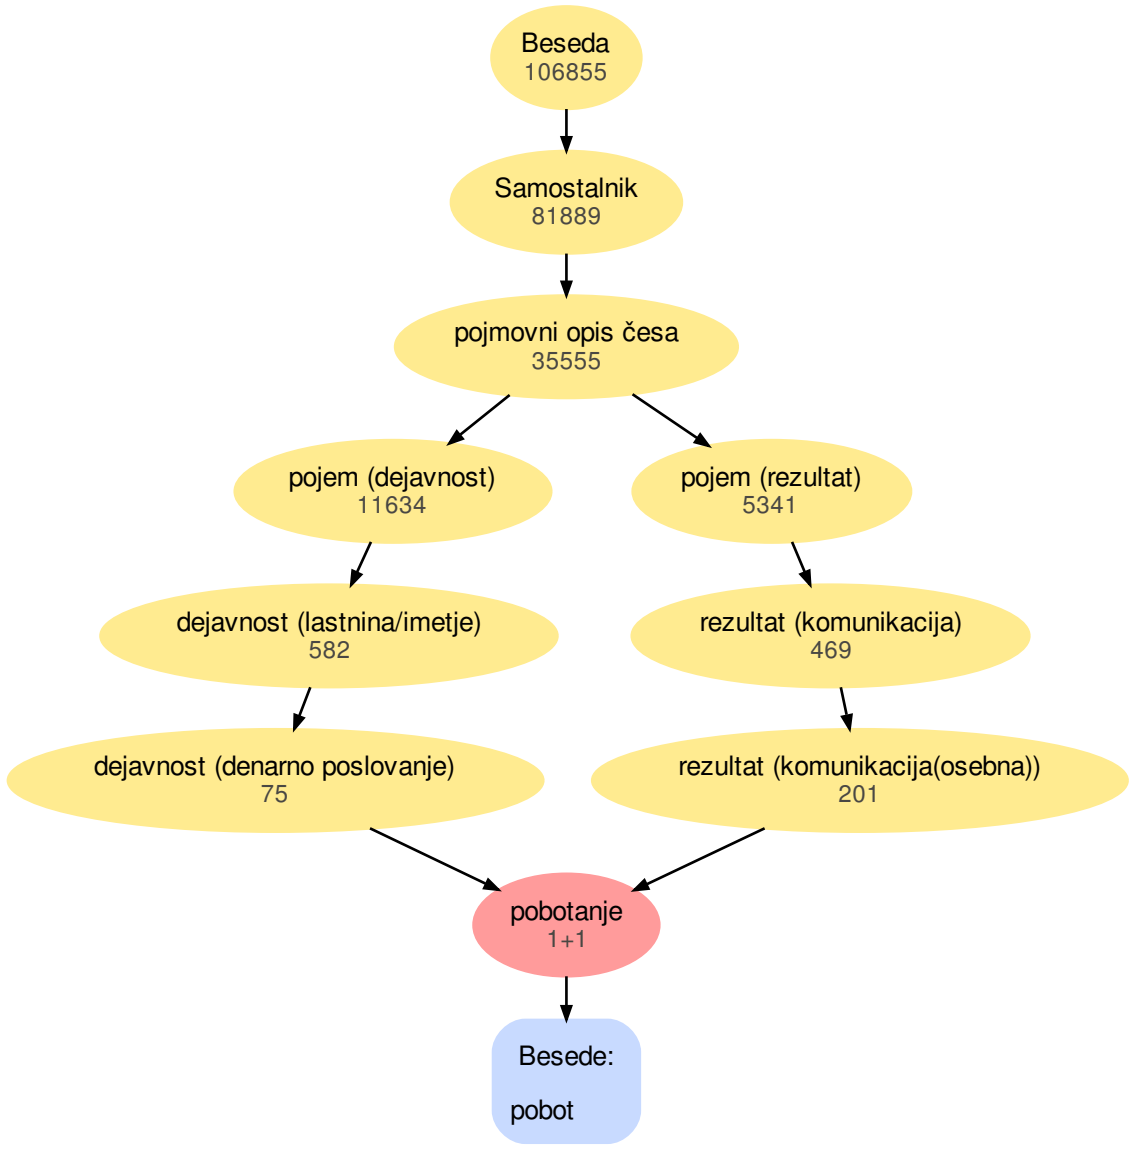 Beseda
106855
Samostalnik
81889
pojmovni opis česa
35555
pojem (dejavnost)
11634
pojem (rezultat)
5341
dejavnost (lastnina/imetje)
582
rezultat (komunikacija)
469
dejavnost (denarno poslovanje)
75
rezultat (komunikacija(osebna))
201
pobotanje
1+1
Besede:
pobot